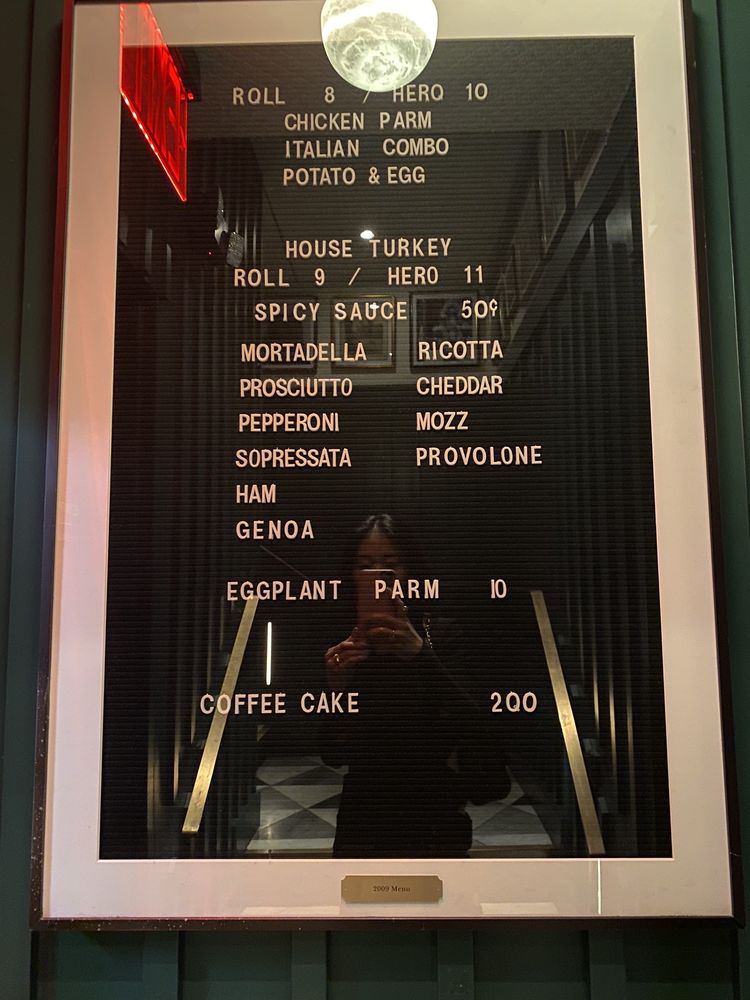 ROLL 8 / HERO 10
CHICKEN PARM
ITALIAN COMBO
POTATO & EGG
HOUSE TURKEY
ROLL 9 / HERO 11
SPICY SAUCE 50¢
MORTADELLA RICOTTA
PROSCIUTTO CHEDDAR
PEPPERONI MOZZ
SOPRESSATA PROVOLONE
HAM
GENOA
EGGPLANT PARM 10
COFFEE CAKE 200
2009 Menu